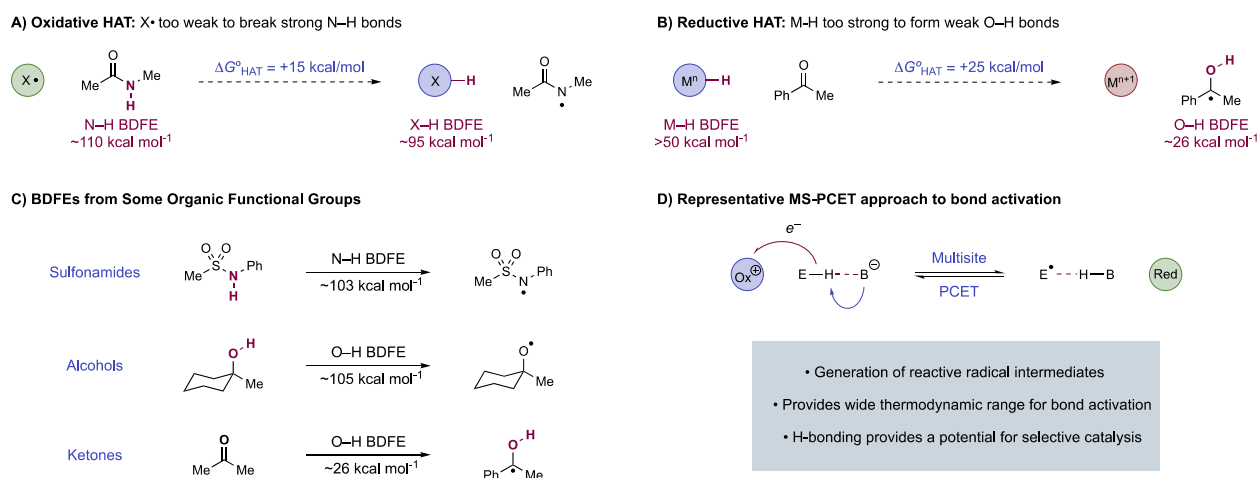 A) Oxidative HAT: X• too weak to break strong N–H bonds
X•
O
Me
Me
N
H
N–H BDFE
~110 kcal mol⁻¹
ΔG°HAT = +15 kcal/mol
X
H
X–H BDFE
~95 kcal mol⁻¹
O
Me
Me
N
•
B) Reductive HAT: M-H too strong to form weak O–H bonds
Mⁿ
H
M–H BDFE
>50 kcal mol⁻¹
O
Ph
Me
ΔG°HAT = +25 kcal/mol
Mⁿ⁺¹
H
O
Ph
Me
•
O–H BDFE
~26 kcal mol⁻¹
C) BDFEs from Some Organic Functional Groups
Sulfonamides
O
O
S
Me
N
Ph
H
N–H BDFE
~103 kcal mol⁻¹
O
O
S
Me
N
Ph
•
Alcohols
H
O
Me
O–H BDFE
~105 kcal mol⁻¹
O•
Me
Ketones
O
Me
Me
O–H BDFE
~26 kcal mol⁻¹
H
O
Ph
Me
•
D) Representative MS-PCET approach to bond activation
e⁻
Ox⊕
E
H
B
⊖
Multisite
PCET
E•
H
B
Red
• Generation of reactive radical intermediates
• Provides wide thermodynamic range for bond activation
• H-bonding provides a potential for selective catalysis